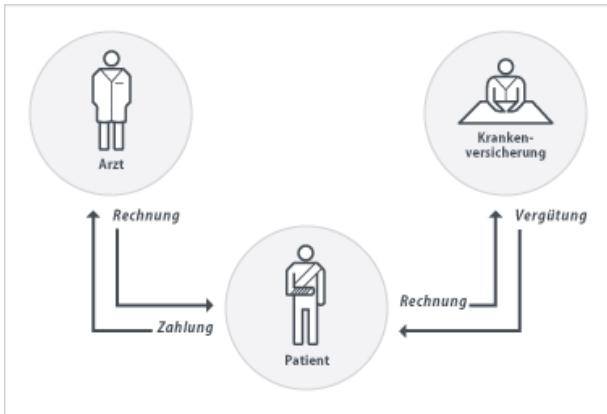 Arzt
Kranken-
versicherung
Rechnung
Vergütung
Rechnung
Zahlung
Patient